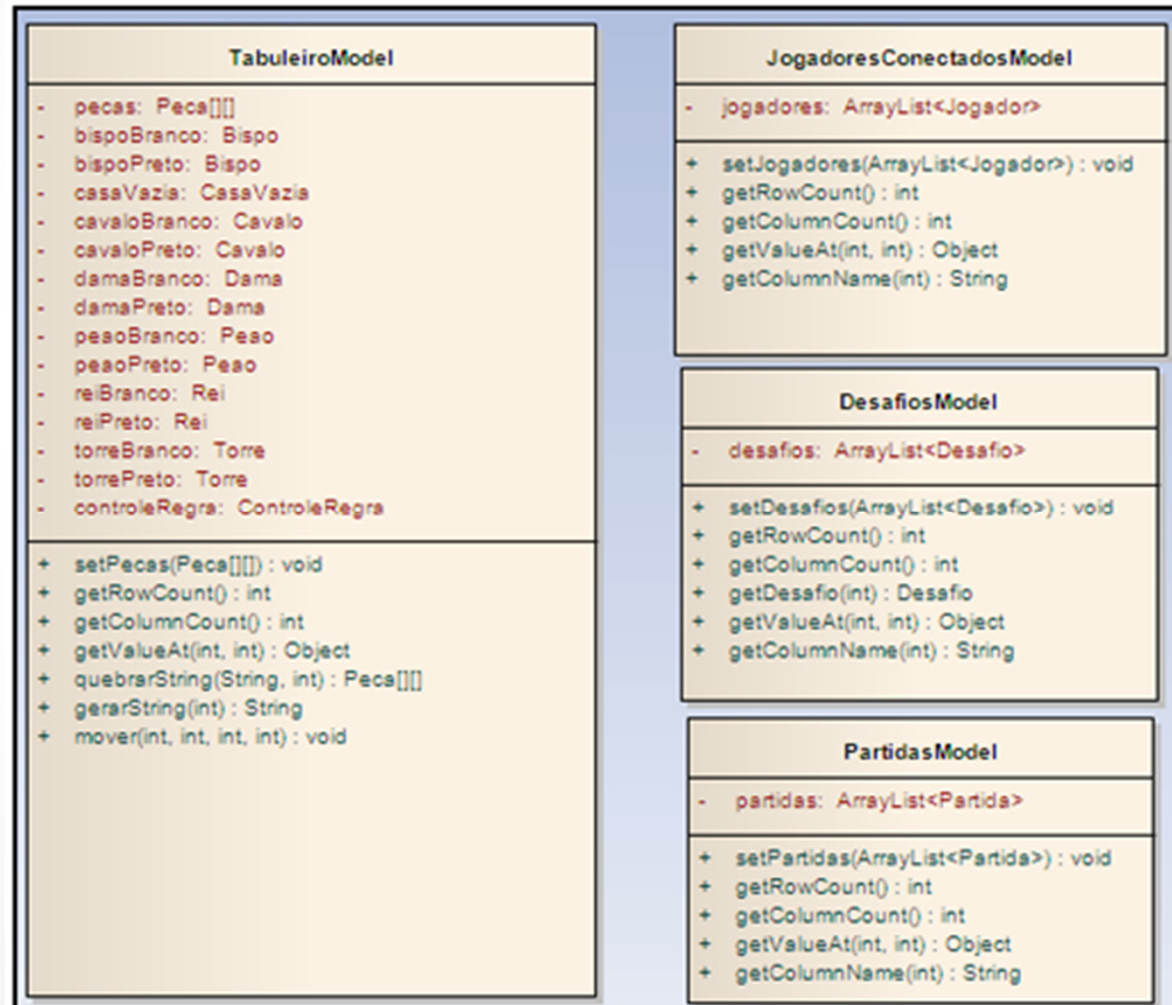 TabuleiroModel
- pecas: Peca[][]
- bispoBranco: Bispo
- bispoPreto: Bispo
- casaVazia: CasaVazia
- cavaloBranco: Cavalo
- cavaloPreto: Cavalo
- damaBranco: Dama
- damaPreto: Dama
- peaoBranco: Peao
- peaoPreto: Peao
- reiBranco: Rei
- reiPreto: Rei
- torreBranco: Torre
- torrePreto: Torre
- controleRegra: ControleRegra
+ setPecas(Peca[][]) : void
+ getRowCount() : int
+ getColumnCount() : int
+ getValueAt(int, int) : Object
+ quebrarString(String, int) : Peca[][]
+ gerarString(int) : String
+ mover(int, int, int, int) : void
JogadoresConectadosModel
- jogadores: ArrayList<Jogador>
+ setJogadores(ArrayList<Jogador>) : void
+ getRowCount() : int
+ getColumnCount() : int
+ getValueAt(int, int) : Object
+ getColumnName(int) : String
DesafiosModel
- desafios: ArrayList<Desafio>
+ setDesafios(ArrayList<Desafio>) : void
+ getRowCount() : int
+ getColumnCount() : int
+ getDesafio(int) : Desafio
+ getValueAt(int, int) : Object
+ getColumnName(int) : String
PartidasModel
- partidas: ArrayList<Partida>
+ setPartidas(ArrayList<Partida>) : void
+ getRowCount() : int
+ getColumnCount() : int
+ getValueAt(int, int) : Object
+ getColumnName(int) : String